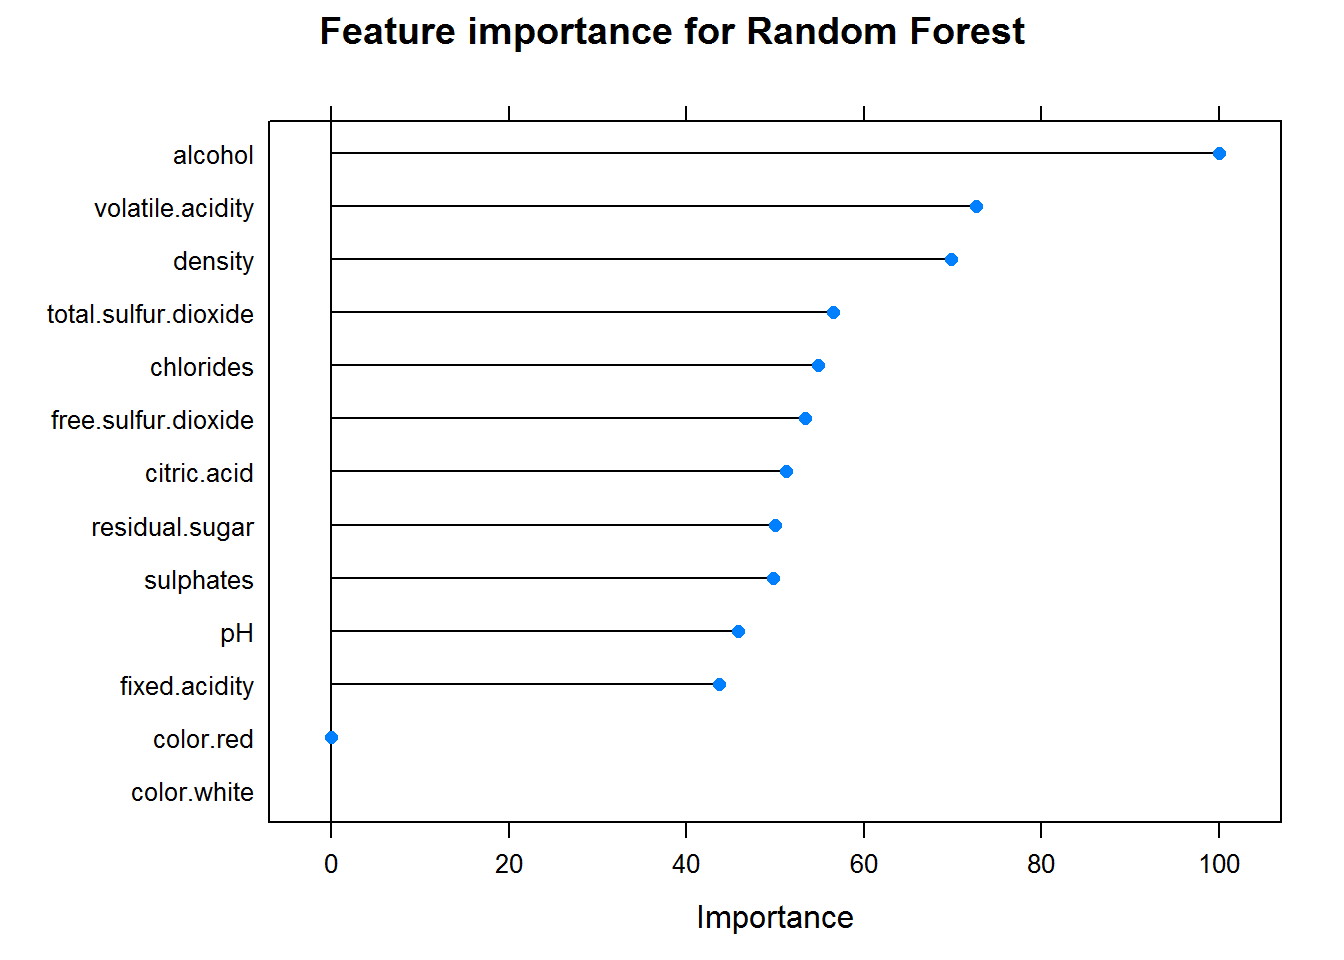 Feature importance for Random Forest
alcohol
volatile.acidity
density
total.sulfur.dioxide
chlorides
free.sulfur.dioxide
citric.acid
residual.sugar
sulphates
pH
fixed.acidity
color.red
color.white
0 20 40 60 80 100
Importance